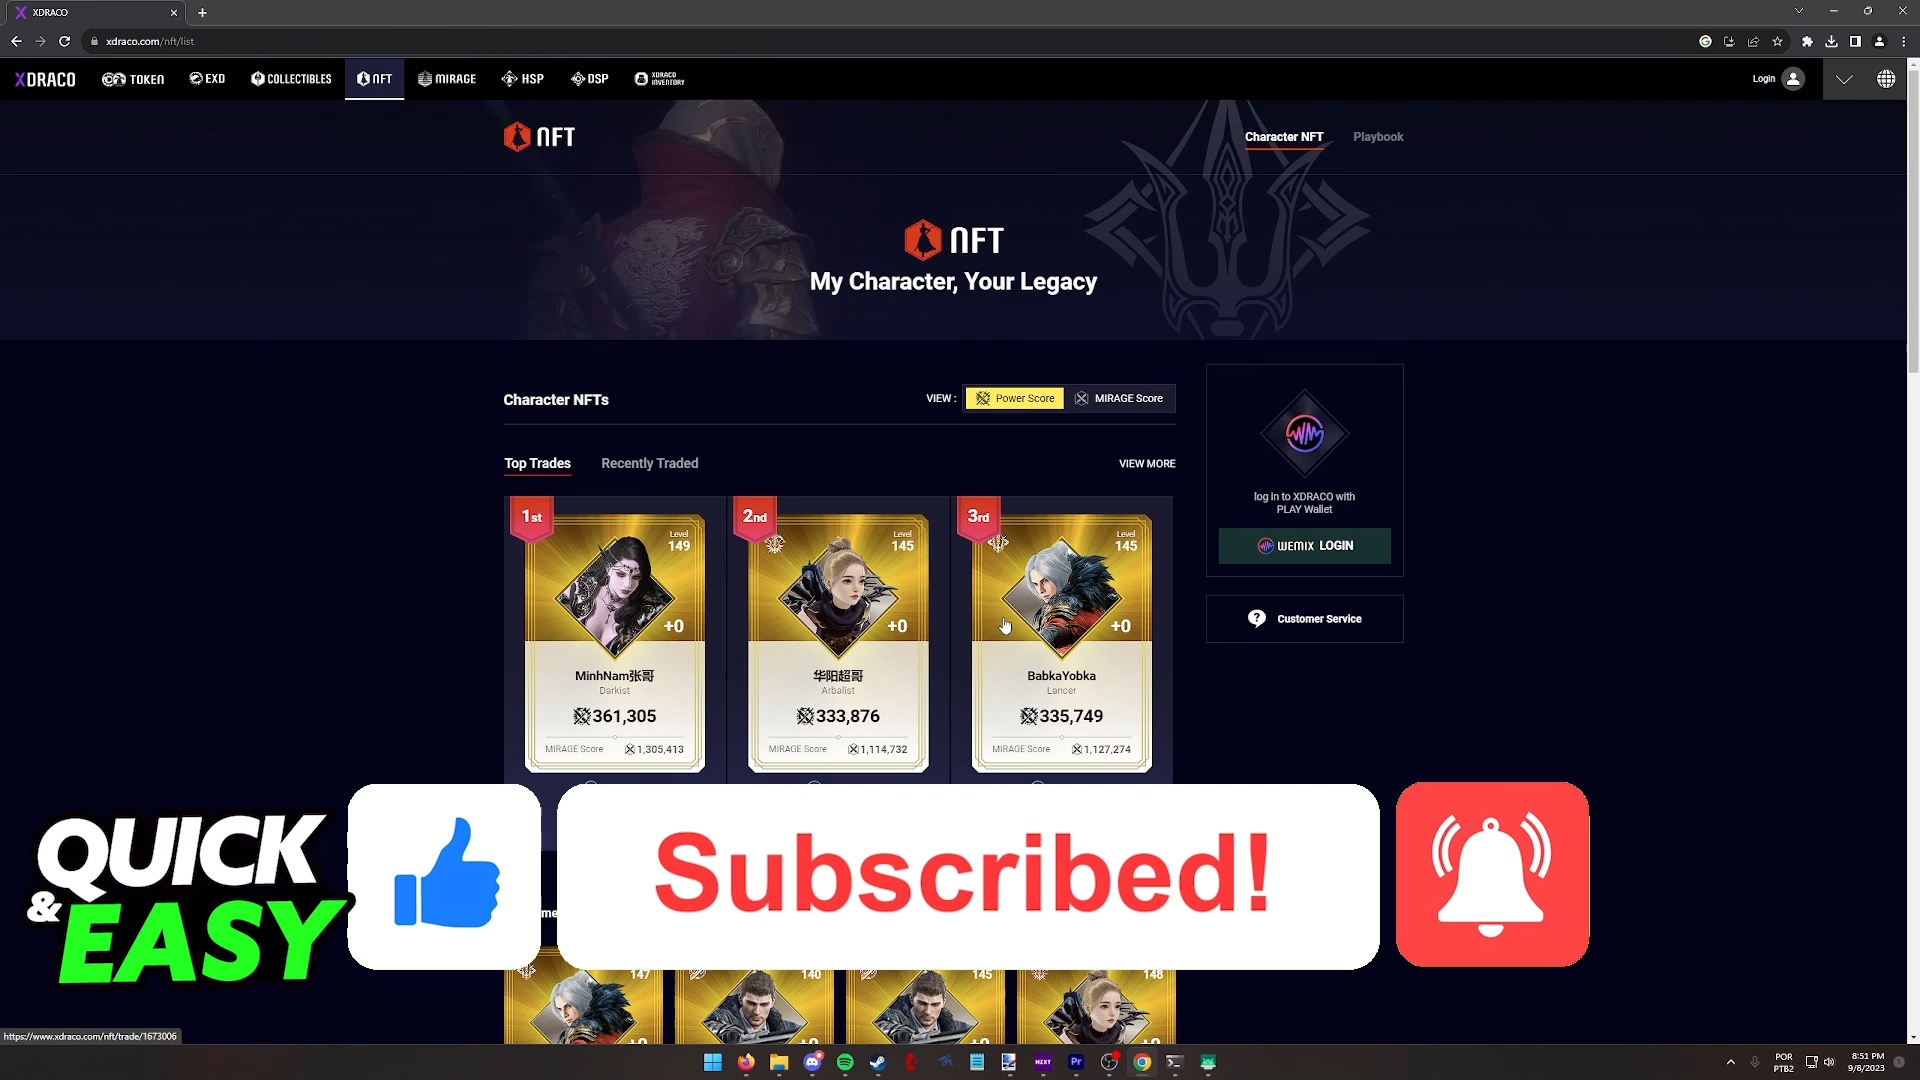 XDRACO
xdraco.com/nft/list
XDRACO
TOKEN
EXD
COLLECTIBLES
NFT
MIRAGE
HSP
DSP
XDRACO
INVENTORY
Login
NFT
Character NFT
Playbook
NFT
My Character, Your Legacy
Character NFTs
VIEW :
Power Score
MIRAGE Score
Top Trades
Recently Traded
VIEW MORE
1st
Level
149
+0
MinhNam张哥
Darkist
361,305
MIRAGE Score
1,305,413
2nd
Level
145
+0
华阳超哥
Arbalist
333,876
MIRAGE Score
1,114,732
3rd
Level
145
+0
BabkaYobka
Lancer
335,749
MIRAGE Score
1,127,274
log in to XDRACO with
PLAY Wallet
WEMIX LOGIN
Customer Service
QUICK
& EASY
Subscribed!
147
140
145
148
https://www.xdraco.com/nft/trade/1673006
NZXT
Pr
POR
PTB2
8:51 PM
9/8/2023